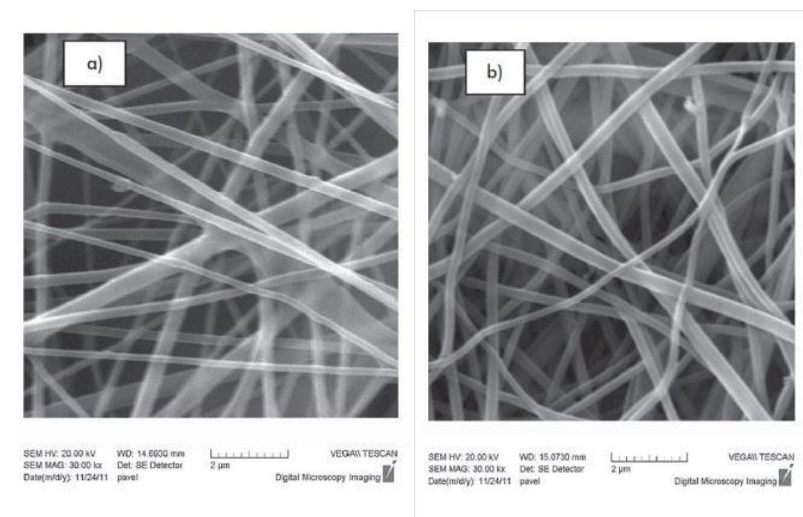 a)
SEM HV: 20.00 kV WD: 14.6930 mm
SEM MAG: 30.00 kx Det: SE Detector 2 µm VEGA\\ TESCAN
Date(m/d/y): 11/24/11 pavel Digital Microscopy Imaging
b)
SEM HV: 20.00 kV WD: 15.0730 mm
SEM MAG: 30.00 kx Det: SE Detector 2 µm VEGA\\ TESCAN
Date(m/d/y): 11/24/11 pavel Digital Microscopy Imaging